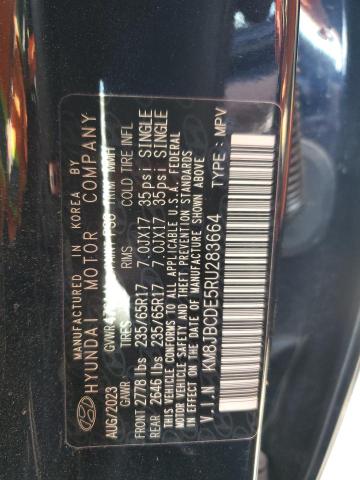 MANUFACTURED IN KOREA BY
HYUNDAI MOTOR COMPANY
AUG/2023 GVWR PAINT TRIM MMH
GAWR TIRES RIMS COLD TIRE INFL
FRONT 2778 lbs 235/65R17 7.0JX17 35psi SINGLE
REAR 2646 lbs 235/65R17 7.0JX17 35psi SINGLE
THIS VEHICLE CONFORMS TO ALL APPLICABLE U.S.A. FEDERAL
MOTOR VEHICLE SAFETY AND THEFT PREVENTION STANDARDS
IN EFFECT ON THE DATE OF MANUFACTURE SHOWN ABOVE
V.I.N KM8JBCDE5RU283664 TYPE: MPV